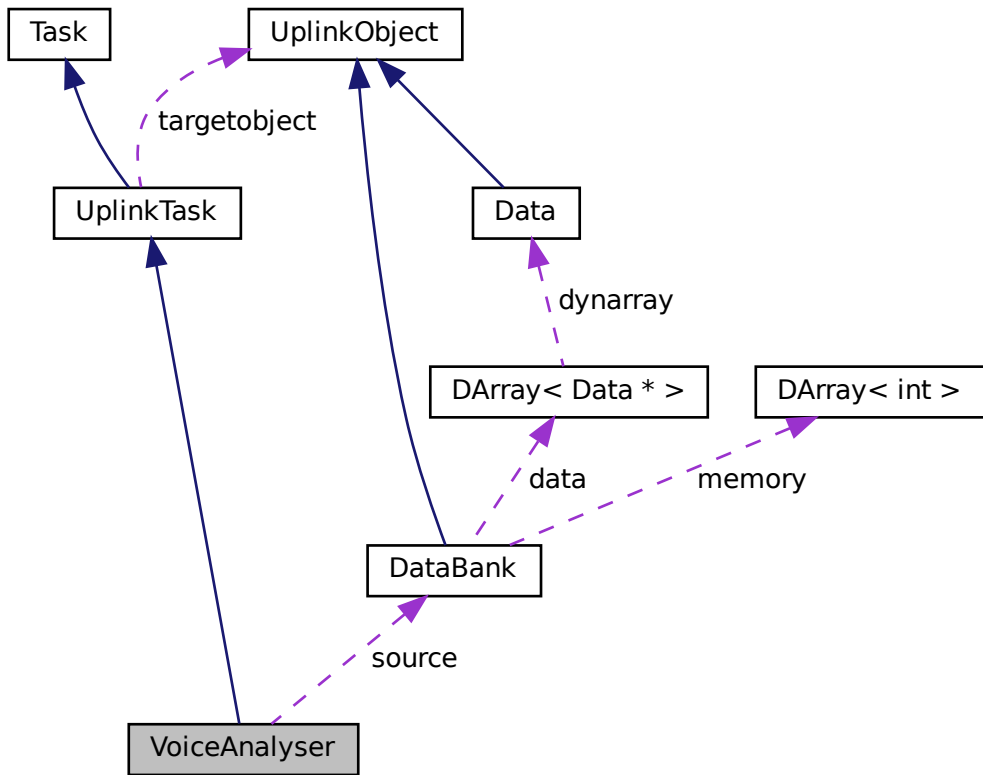 Task
UplinkObject
targetobject
UplinkTask
Data
dynarray
DArray< Data * >
DArray< int >
data
memory
DataBank
source
VoiceAnalyser